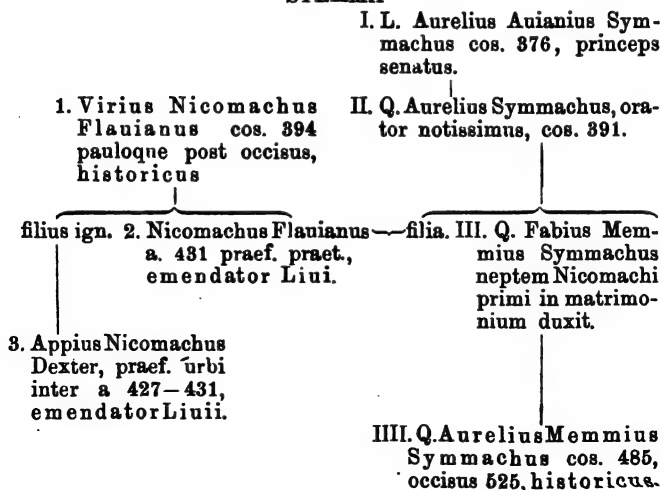 I. L. Aurelius Auianius Sym-
machus cos. 376, princeps
senatus.
1. Virius Nicomachus
Flauianus cos. 394
pauloqne post occisus,
historicus
II. Q. Aurelius Symmachus, ora-
tor notissimus, cos. 391.
filius ign. 2. Nicomachus Flauianus
a. 431 praef. praet.,
emendator Liui.
filia. III. Q. Fabius Mem-
mius Symmachus
neptem Nicomachi
primi in matrimo-
nium duxit.
3. Appius Nicomachus
Dexter, praef. urbi
inter a 427–431,
emendator Liuii.
IIII. Q. Aurelius Memmius
Symmachus cos. 485,
occisus 525, historicus.